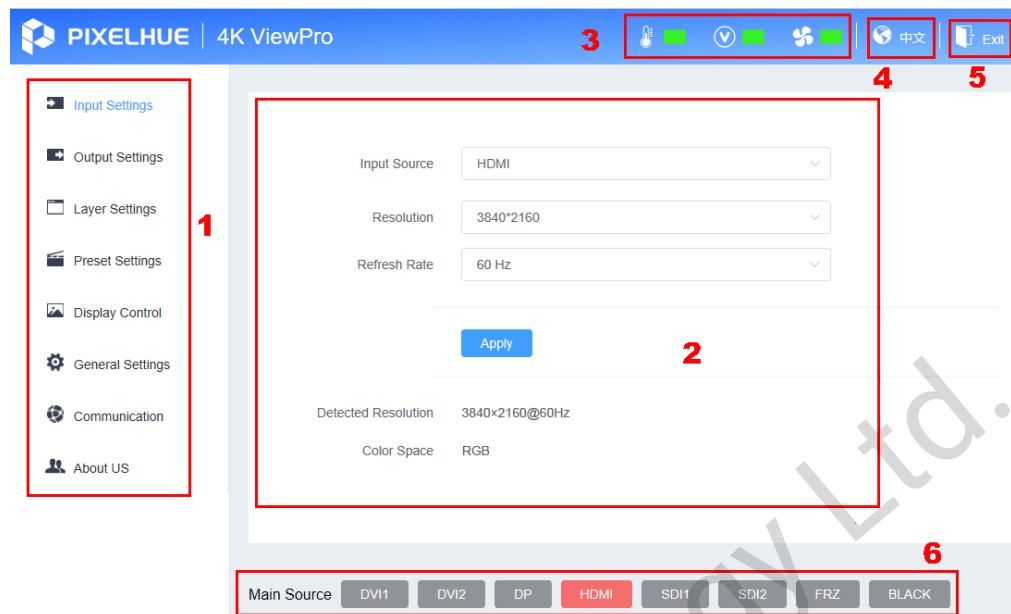 PIXELHUE | 4K ViewPro
3
V
中文
Exit
4
5
Input Settings
Output Settings
Layer Settings
Preset Settings
Display Control
General Settings
Communication
About US
1
Input Source HDMI
Resolution 3840*2160
Refresh Rate 60 Hz
Apply
2
Detected Resolution 3840×2160@60Hz
Color Space RGB
gy Ltd.
6
Main Source DVI1 DVI2 DP HDMI SDI1 SDI2 FRZ BLACK